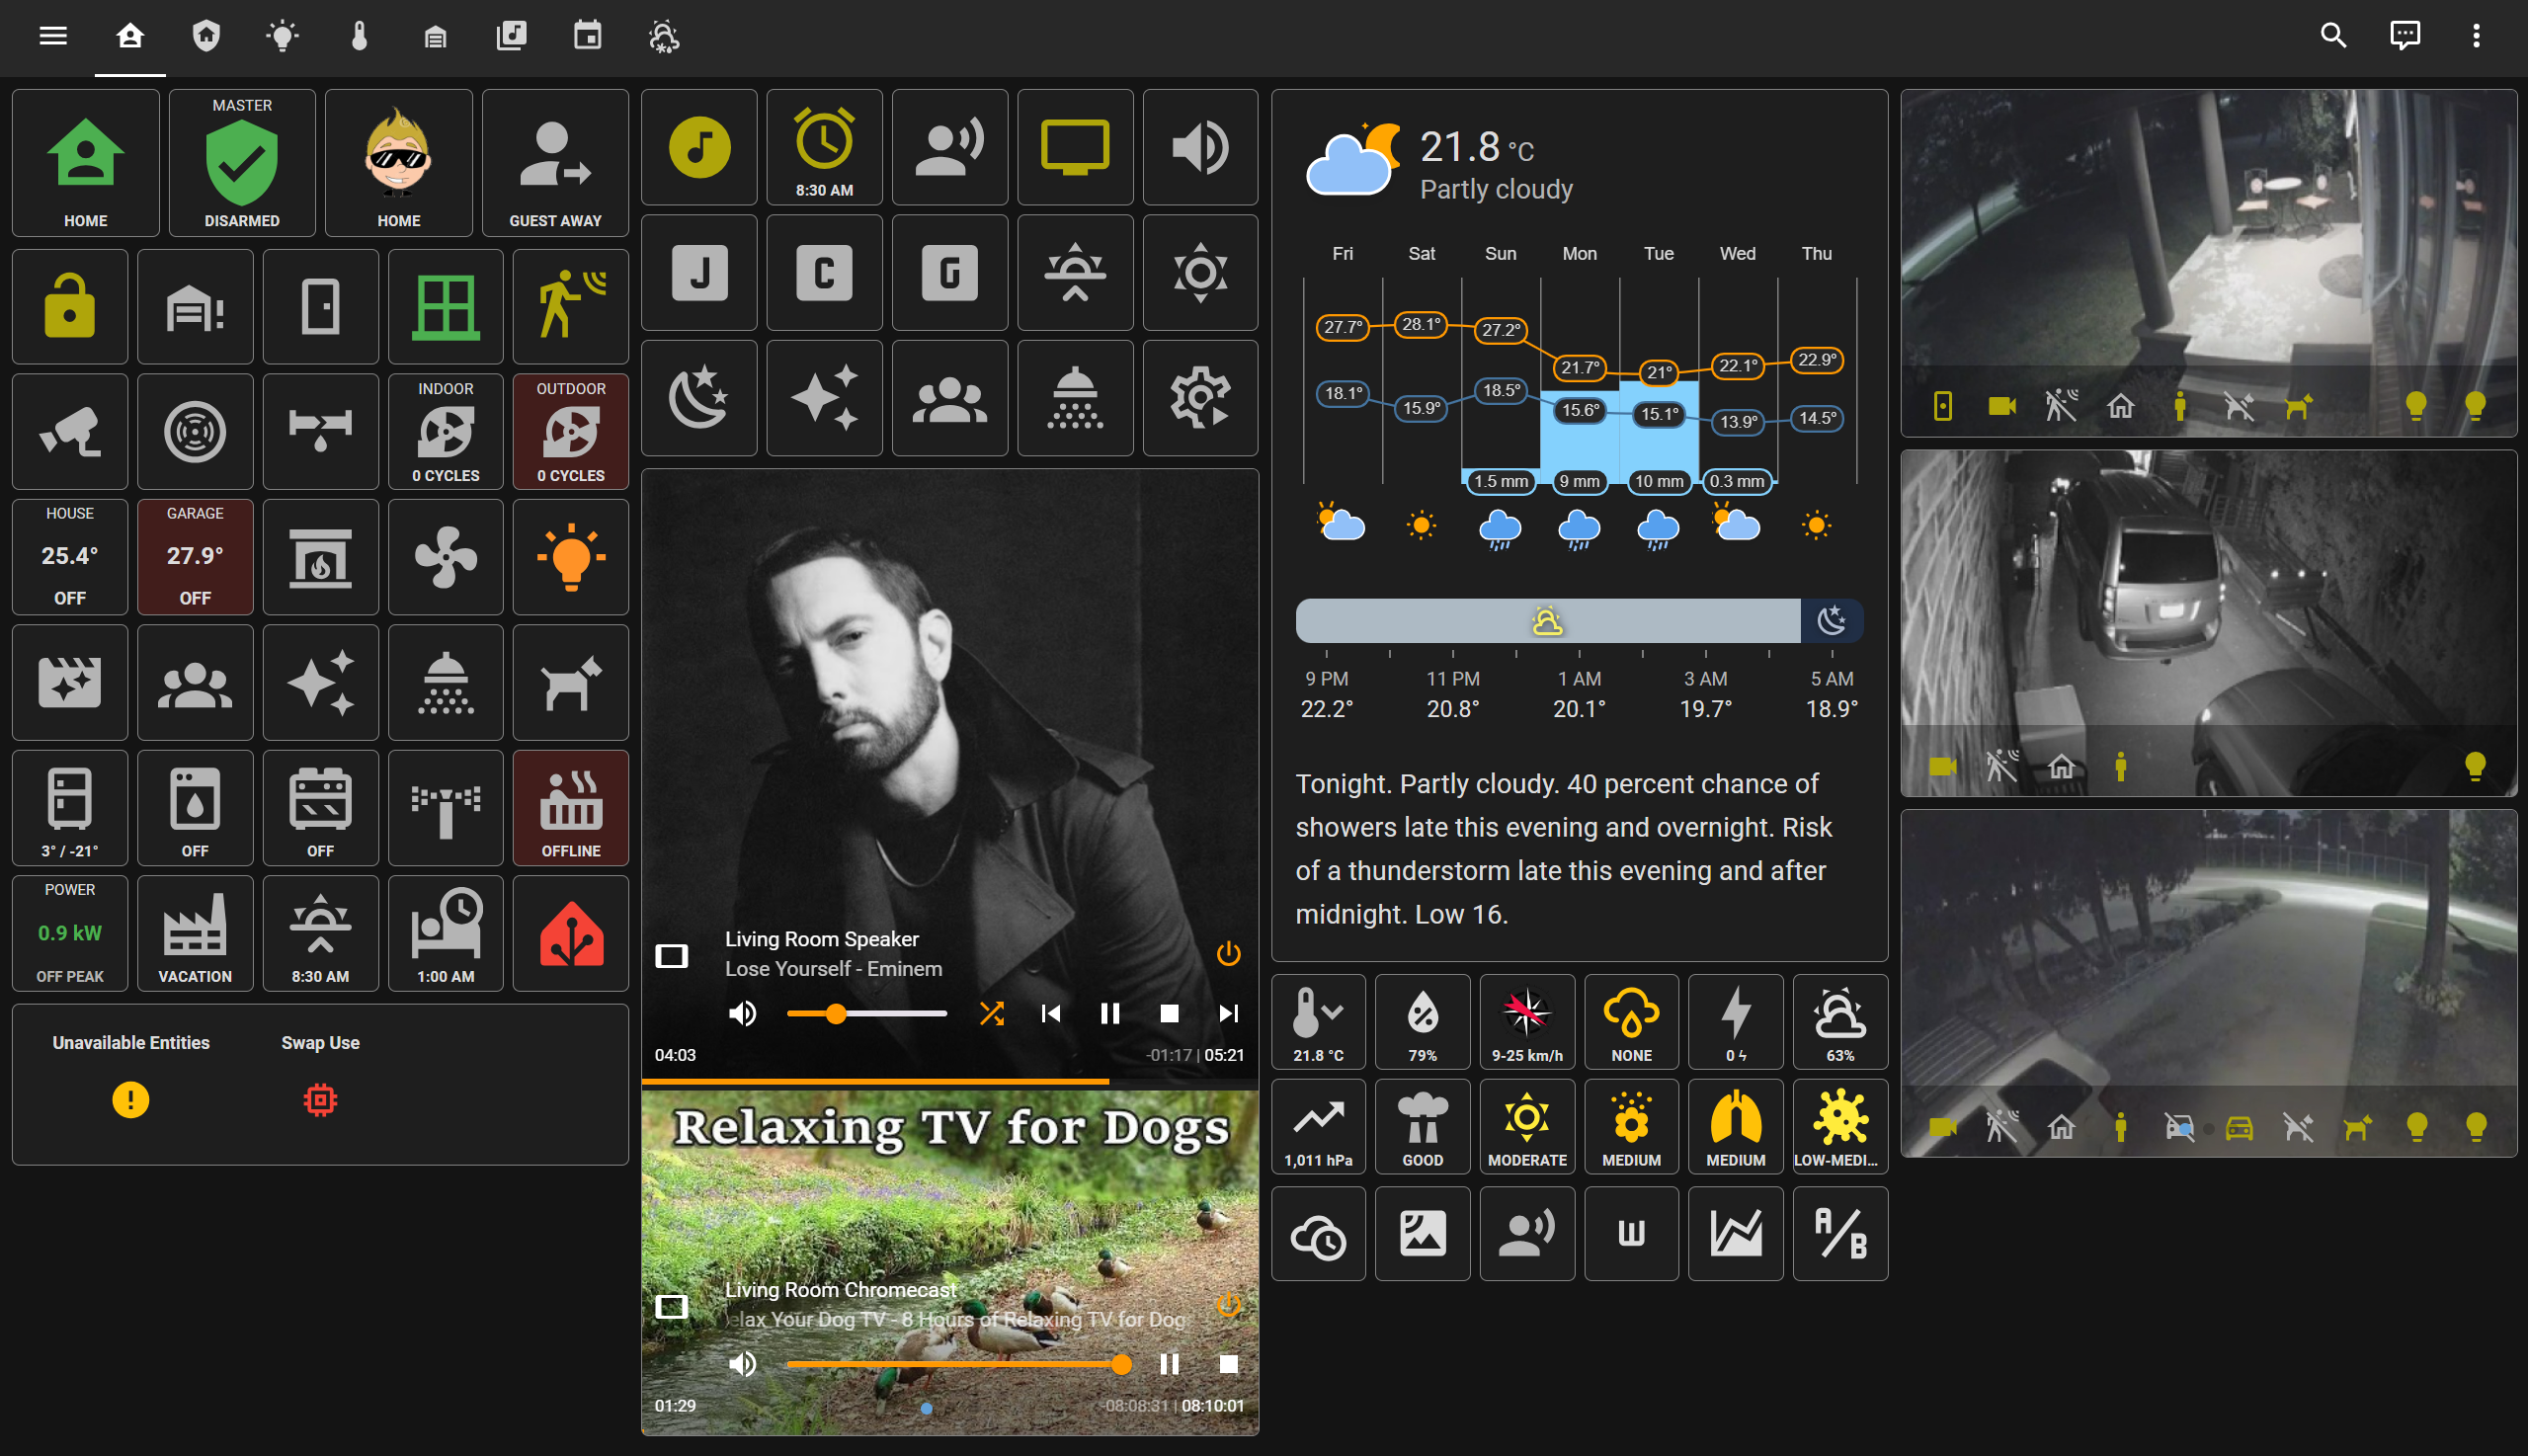 MASTER
HOME
DISARMED
HOME
GUEST AWAY
INDOOR
OUTDOOR
0 CYCLES
0 CYCLES
HOUSE
GARAGE
25.4°
27.9°
OFF
OFF
3° / -21°
OFF
OFF
OFFLINE
POWER
0.9 kW
OFF PEAK
VACATION
8:30 AM
1:00 AM
Unavailable Entities
Swap Use
8:30 AM
J
C
G
Living Room Speaker
Lose Yourself - Eminem
04:03
-01:17 | 05:21
Relaxing TV for Dogs
Living Room Chromecast
elax Your Dog TV - 8 Hours of Relaxing TV for Dog
01:29
-08:08:31 | 08:10:01
21.8 °C
Partly cloudy
Fri Sat Sun Mon Tue Wed Thu
27.7° 28.1° 27.2° 21.7° 21° 22.1° 22.9°
18.1° 15.9° 18.5° 15.6° 15.1° 13.9° 14.5°
1.5 mm 9 mm 10 mm 0.3 mm
9 PM 11 PM 1 AM 3 AM 5 AM
22.2° 20.8° 20.1° 19.7° 18.9°
Tonight. Partly cloudy. 40 percent chance of
showers late this evening and overnight. Risk
of a thunderstorm late this evening and after
midnight. Low 16.
21.8 °C
79%
9-25 km/h
NONE
0 ϟ
63%
1,011 hPa
GOOD
MODERATE
MEDIUM
MEDIUM
LOW-MEDI...
W
A/B